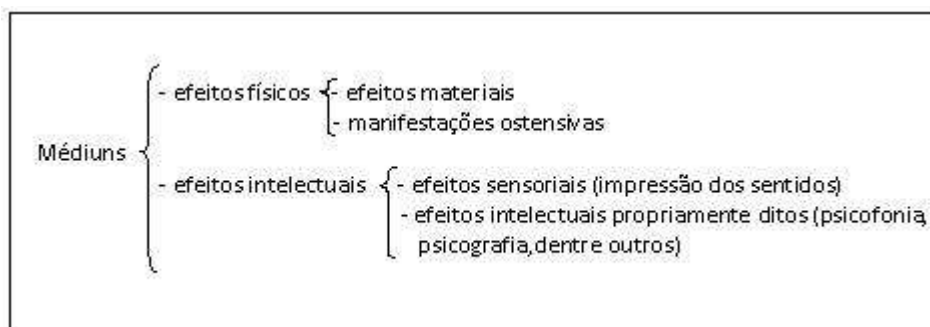 - efeitos físicos - efeitos materiais
- manifestações ostensivas
Médiuns
- efeitos intelectuais - efeitos sensoriais (impressão dos sentidos)
- efeitos intelectuais propriamente ditos (psicofonia,
psicografia,dentre outros)